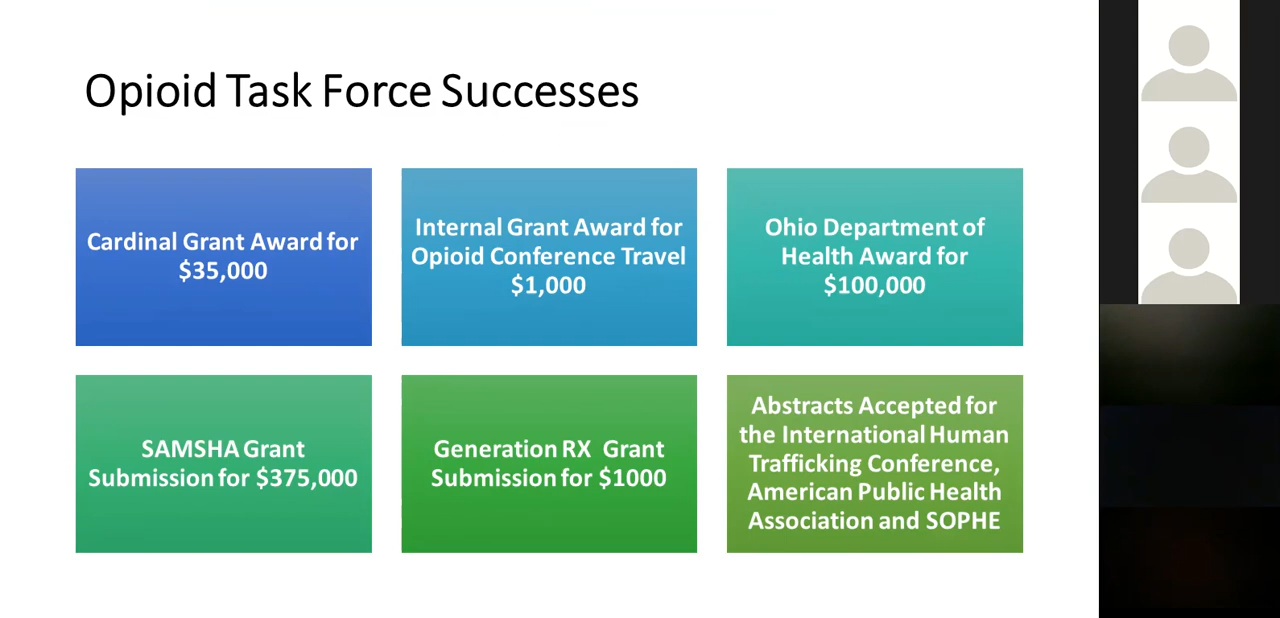 Opioid Task Force Successes
Cardinal Grant Award for
$35,000
Internal Grant Award for
Opioid Conference Travel
$1,000
Ohio Department of
Health Award for
$100,000
SAMSHA Grant
Submission for $375,000
Generation RX  Grant
Submission for $1000
Abstracts Accepted for
the International Human
Trafficking Conference,
American Public Health
Association and SOPHE